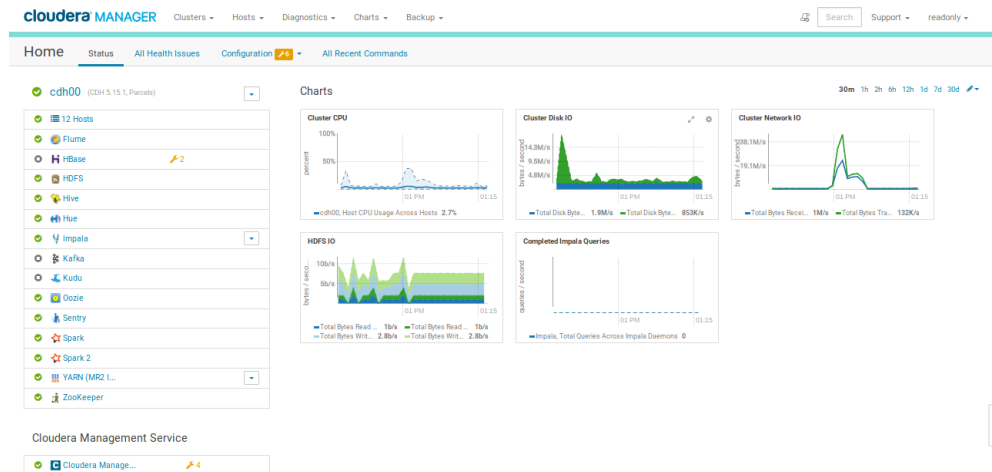 cloudera MANAGER Clusters Hosts Diagnostics Charts Backup Search Support readonly
Home Status All Health Issues Configuration 6 All Recent Commands
cdh00 (CDH 5.15.1, Parcels)
12 Hosts
Flume
HBase 2
HDFS
Hive
Hue
Impala
Kafka
Kudu
Oozie
Sentry
Spark
Spark 2
YARN (MR2 I...
ZooKeeper
Cloudera Management Service
Cloudera Manage... 4
Charts
30m 1h 2h 6h 12h 1d 7d 30d
Cluster CPU
percent
100%
50%
01 PM 01:15
cdh00, Host CPU Usage Across Hosts 2.7%
Cluster Disk IO
bytes / second
14.3M/s
9.5M/s
4.8M/s
01 PM 01:15
Total Disk Byte... 1.9M/s Total Disk Byte... 853K/s
Cluster Network IO
bytes / second
38.1M/s
19.1M/s
01 PM 01:15
Total Bytes Recei... 1M/s Total Bytes Tra... 132K/s
HDFS IO
bytes / seco...
10b/s
5b/s
01 PM 01:15
Total Bytes Read ... 1b/s Total Bytes Read ... 1b/s
Total Bytes Writ... 2.8b/s Total Bytes Writ... 2.8b/s
Completed Impala Queries
queries / second
01 PM 01:15
Impala, Total Queries Across Impala Daemons 0